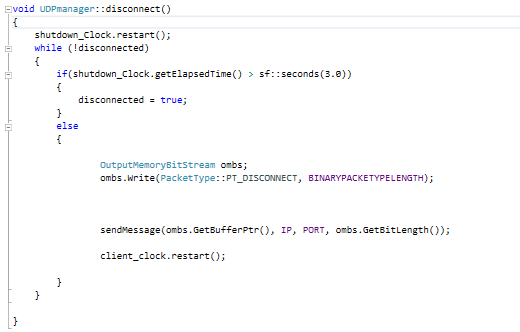 void UDPmanager::disconnect()
{
    shutdown_Clock.restart();
    while (!disconnected)
    {
        if(shutdown_Clock.getElapsedTime() > sf::seconds(3.0))
        {
            disconnected = true;
        }
        else
        {
            OutputMemoryBitStream ombs;
            ombs.Write(PacketType::PT_DISCONNECT, BINARYPACKETYPELENGTH);
            sendMessage(ombs.GetBufferPtr(), IP, PORT, ombs.GetBitLength());
            client_clock.restart();
        }
    }
}